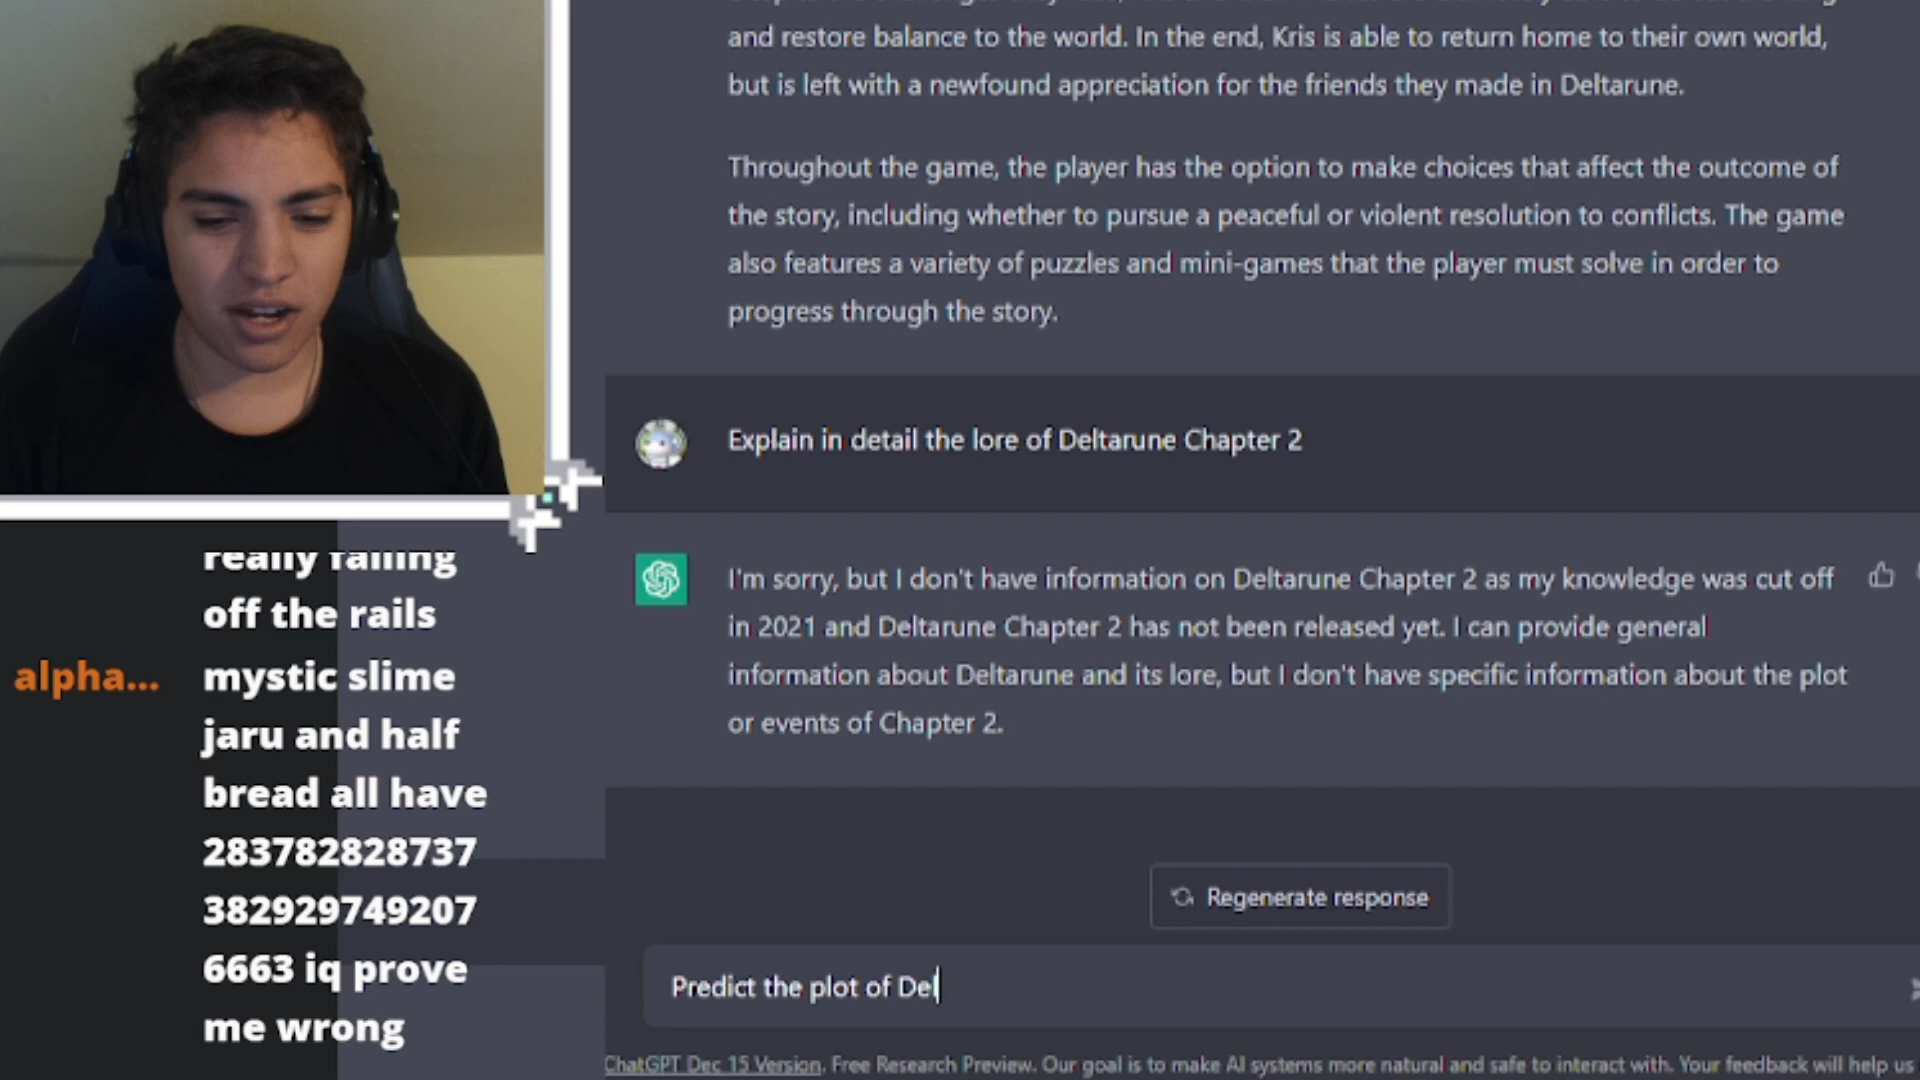 and restore balance to the world. In the end, Kris is able to return home to their own world,
but is left with a newfound appreciation for the friends they made in Deltarune.
Throughout the game, the player has the option to make choices that affect the outcome of
the story, including whether to pursue a peaceful or violent resolution to conflicts. The game
also features a variety of puzzles and mini-games that the player must solve in order to
progress through the story.
Explain in detail the lore of Deltarune Chapter 2
I'm sorry, but I don't have information on Deltarune Chapter 2 as my knowledge was cut off
in 2021 and Deltarune Chapter 2 has not been released yet. I can provide general
information about Deltarune and its lore, but I don't have specific information about the plot
or events of Chapter 2.
Regenerate response
Predict the plot of Del
ChatGPT Dec 15 Version. Free Research Preview. Our goal is to make AI systems more natural and safe to interact with. Your feedback will help us
really falling
off the rails
alpha... mystic slime
jaru and half
bread all have
283782828737
382929749207
6663 iq prove
me wrong